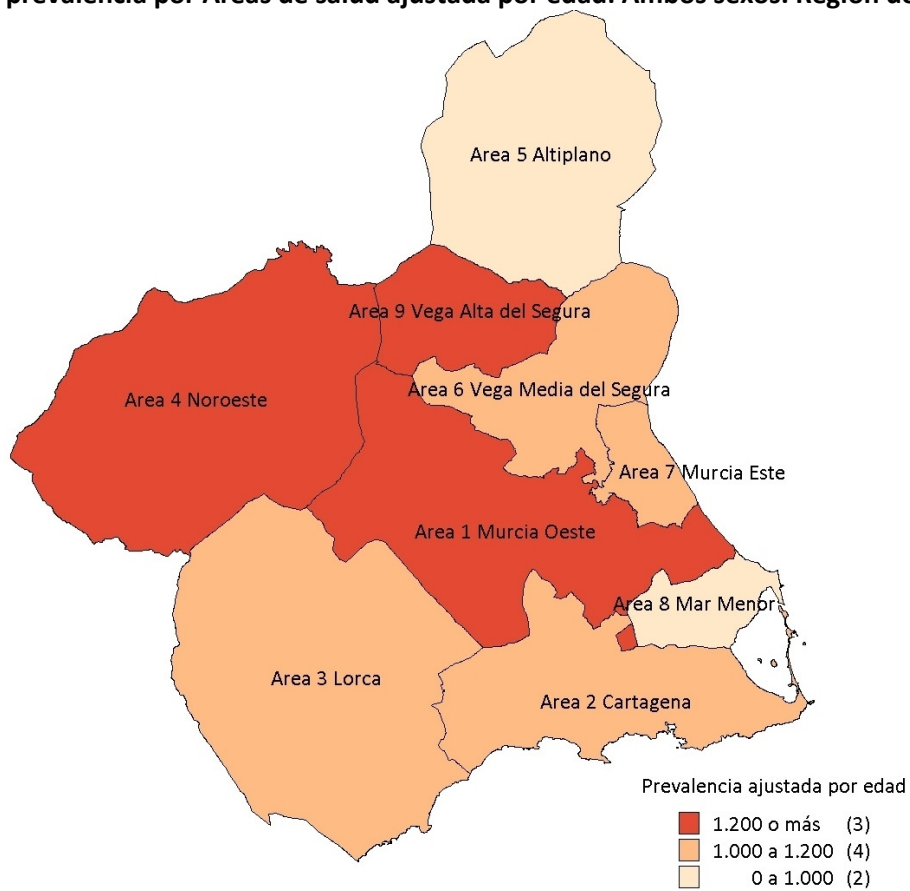 prevalencia por Áreas de salud ajustada por edad. Ambos sexos. Región de
Area 5 Altiplano
Area 9 Vega Alta del Segura
Area 6 Vega Media del Segura
Area 4 Noroeste
Area 7 Murcia Este
Area 1 Murcia Oeste
Area 8 Mar Menor
Area 3 Lorca
Area 2 Cartagena
Prevalencia ajustada por edad
1.200 o más (3)
1.000 a 1.200 (4)
0 a 1.000 (2)